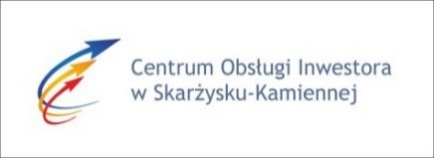 Centrum Obsługi Inwestora
w Skarżysku-Kamiennej